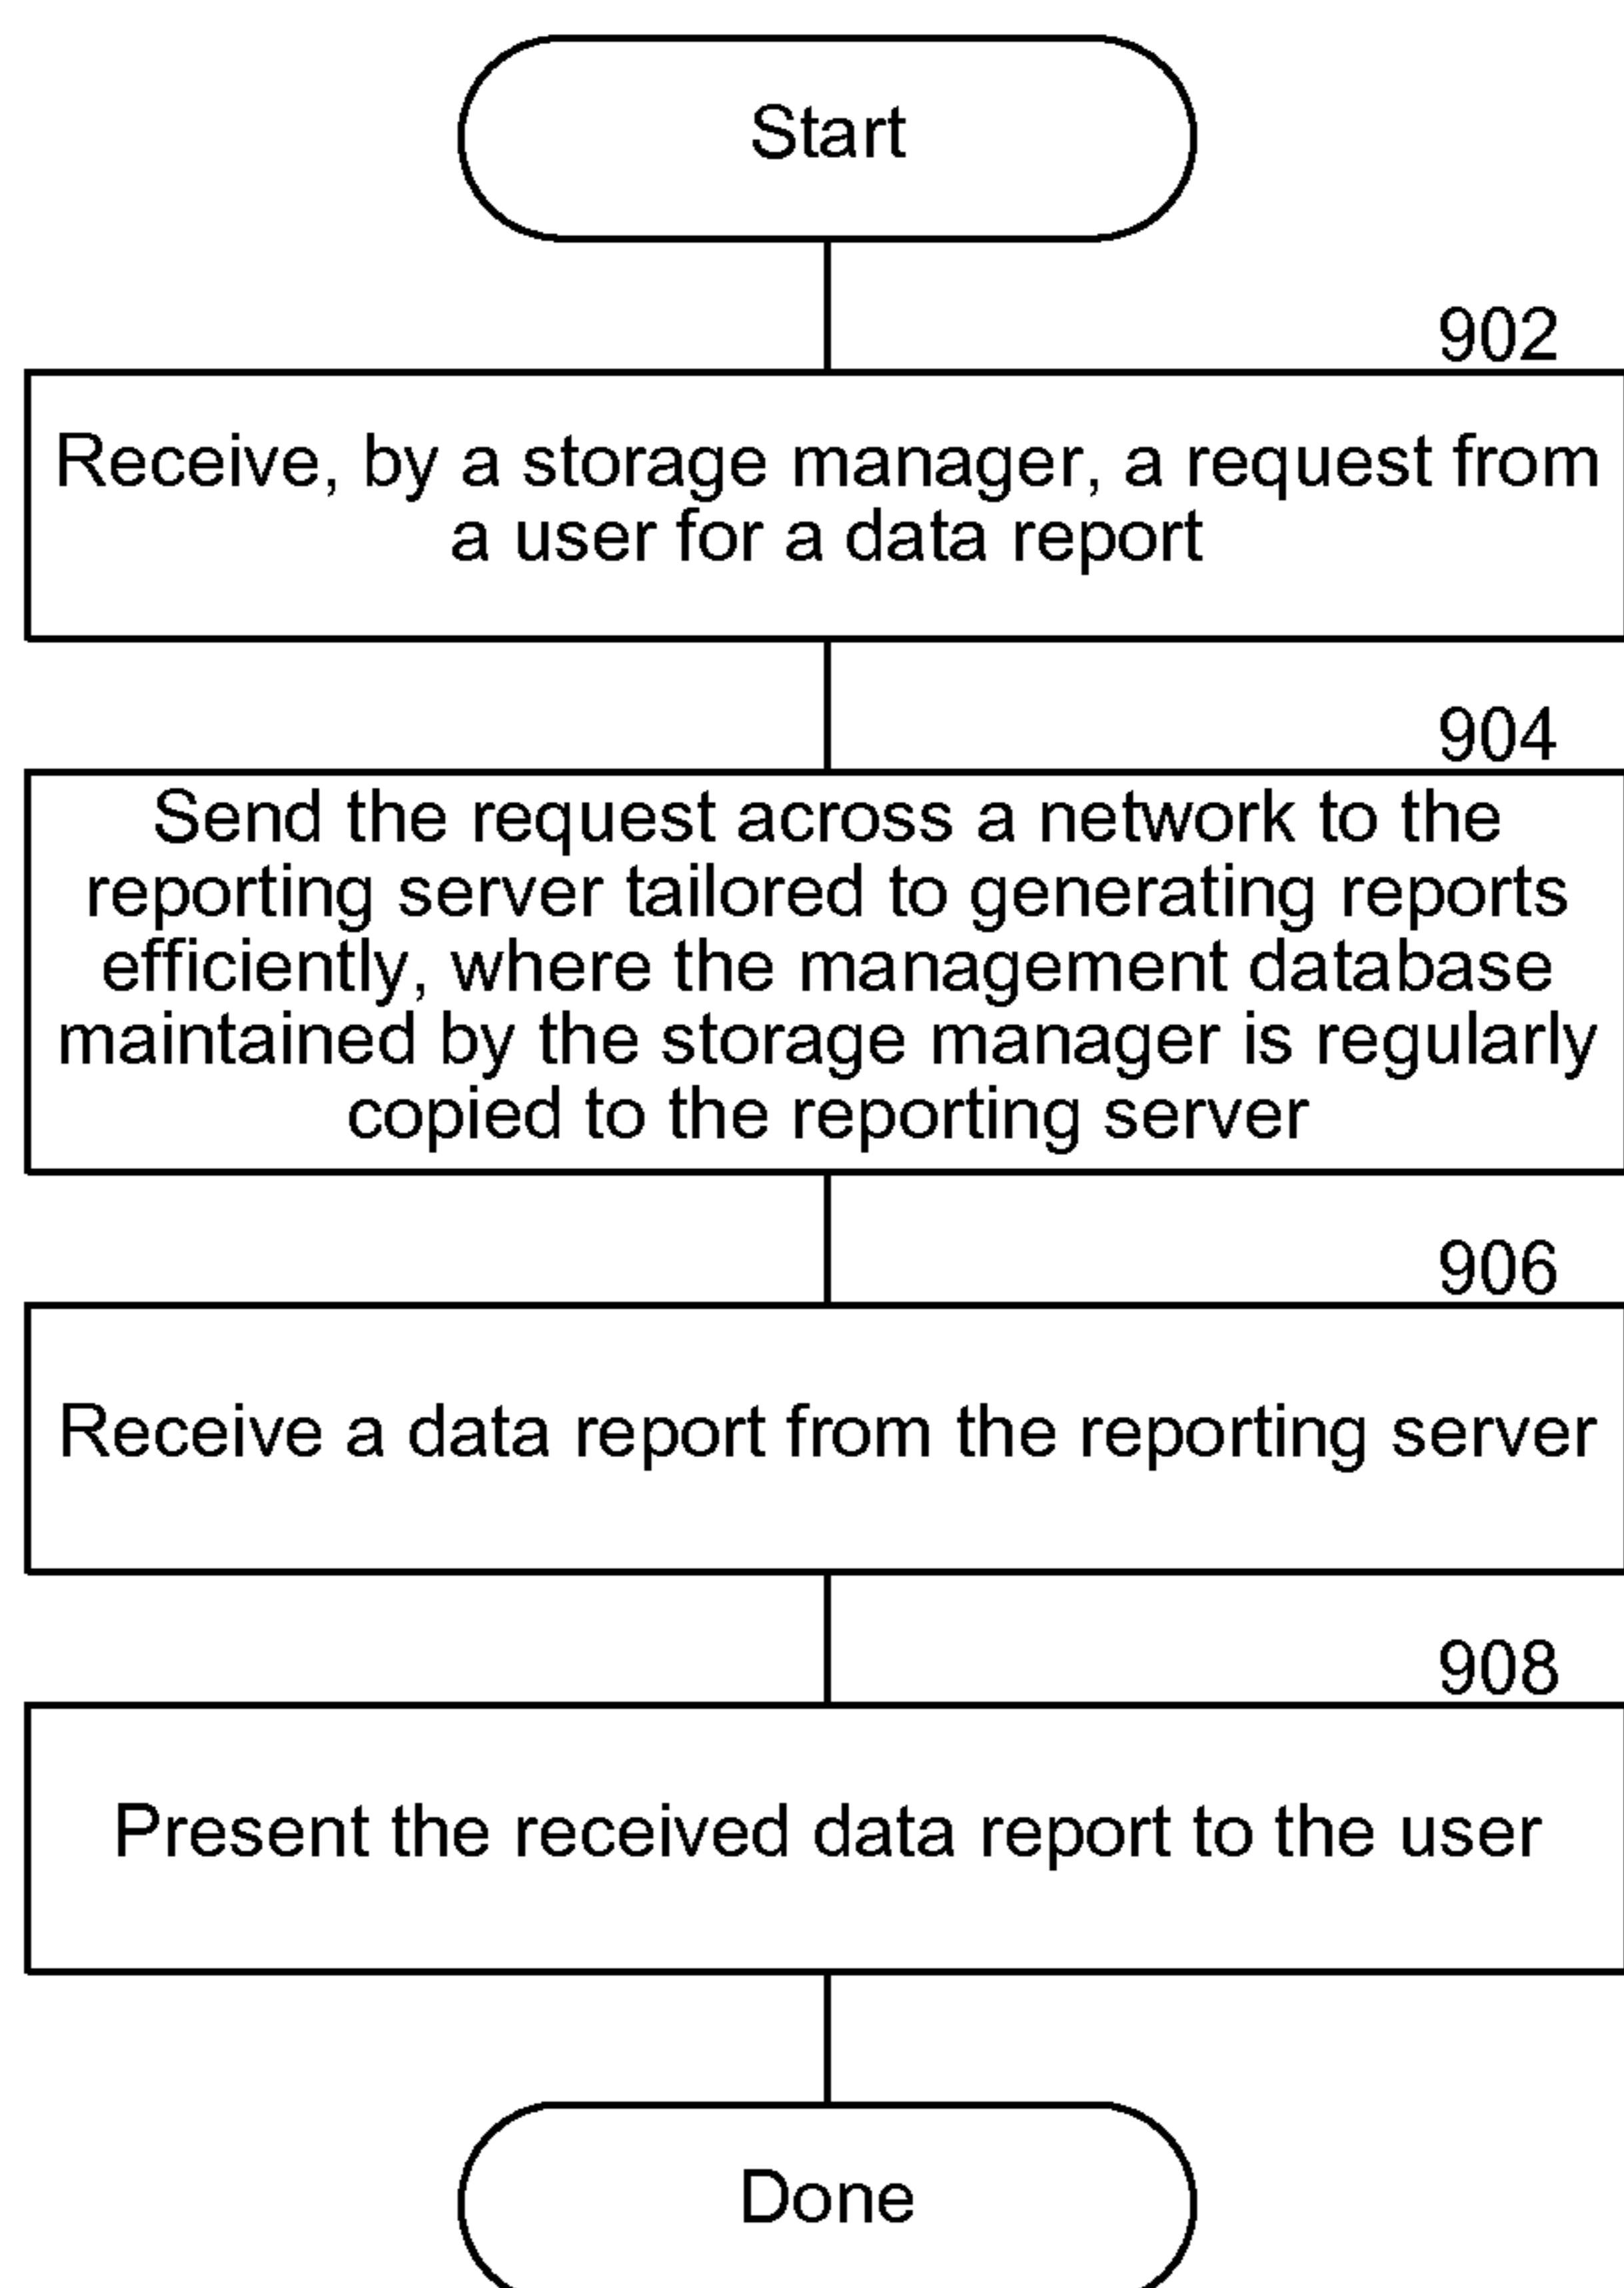 Start
902
Receive, by a storage manager, a request from
a user for a data report
904
Send the request across a network to the
reporting server tailored to generating reports
efficiently, where the management database
maintained by the storage manager is regularly
copied to the reporting server
906
Receive a data report from the reporting server
908
Present the received data report to the user
Done